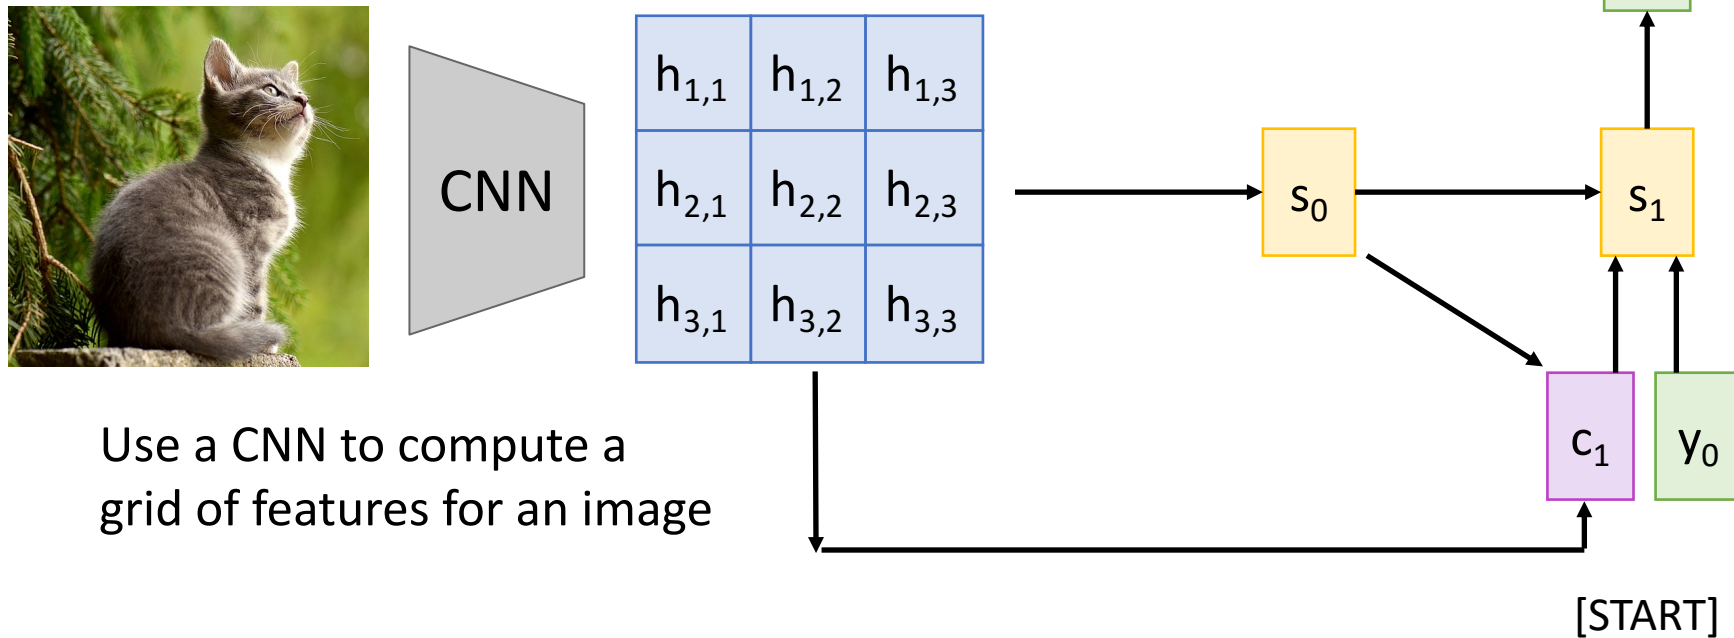 CNN
h1,1 h1,2 h1,3
h2,1 h2,2 h2,3
h3,1 h3,2 h3,3
s0
s1
c1
y0
Use a CNN to compute a
grid of features for an image
[START]